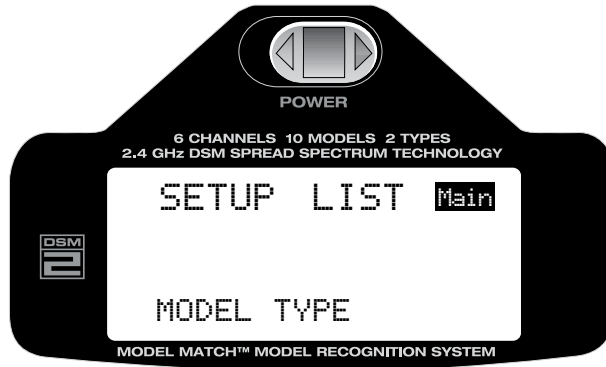 POWER
6 CHANNELS 10 MODELS 2 TYPES
2.4 GHz DSM SPREAD SPECTRUM TECHNOLOGY
SETUP LIST Main
DSM
2
MODEL TYPE
MODEL MATCH™ MODEL RECOGNITION SYSTEM